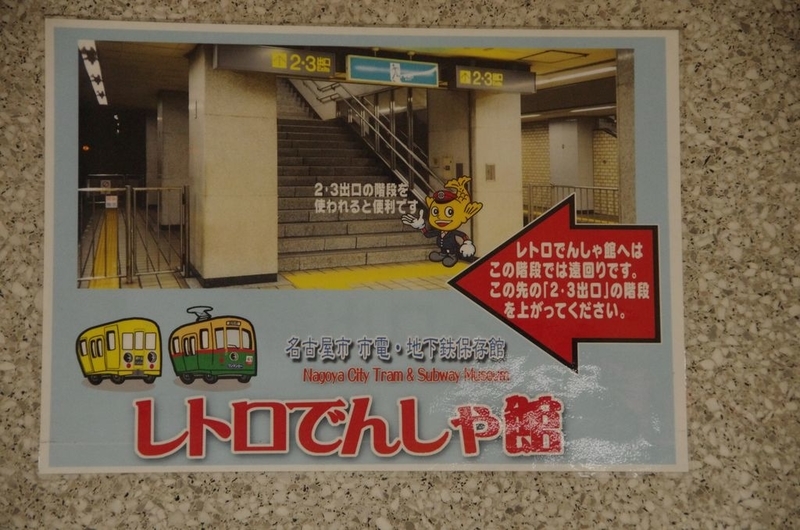 2・3出口
2・3出口
2・3出口の階段を
使われると便利です
レトロでんしゃ館へは
この階段では遠回りです。
この先の「2・3出口」の階段
を上がってください。
名古屋市 市電・地下鉄保存館
Nagoya City Tram & Subway Museum
レトロでんしゃ館